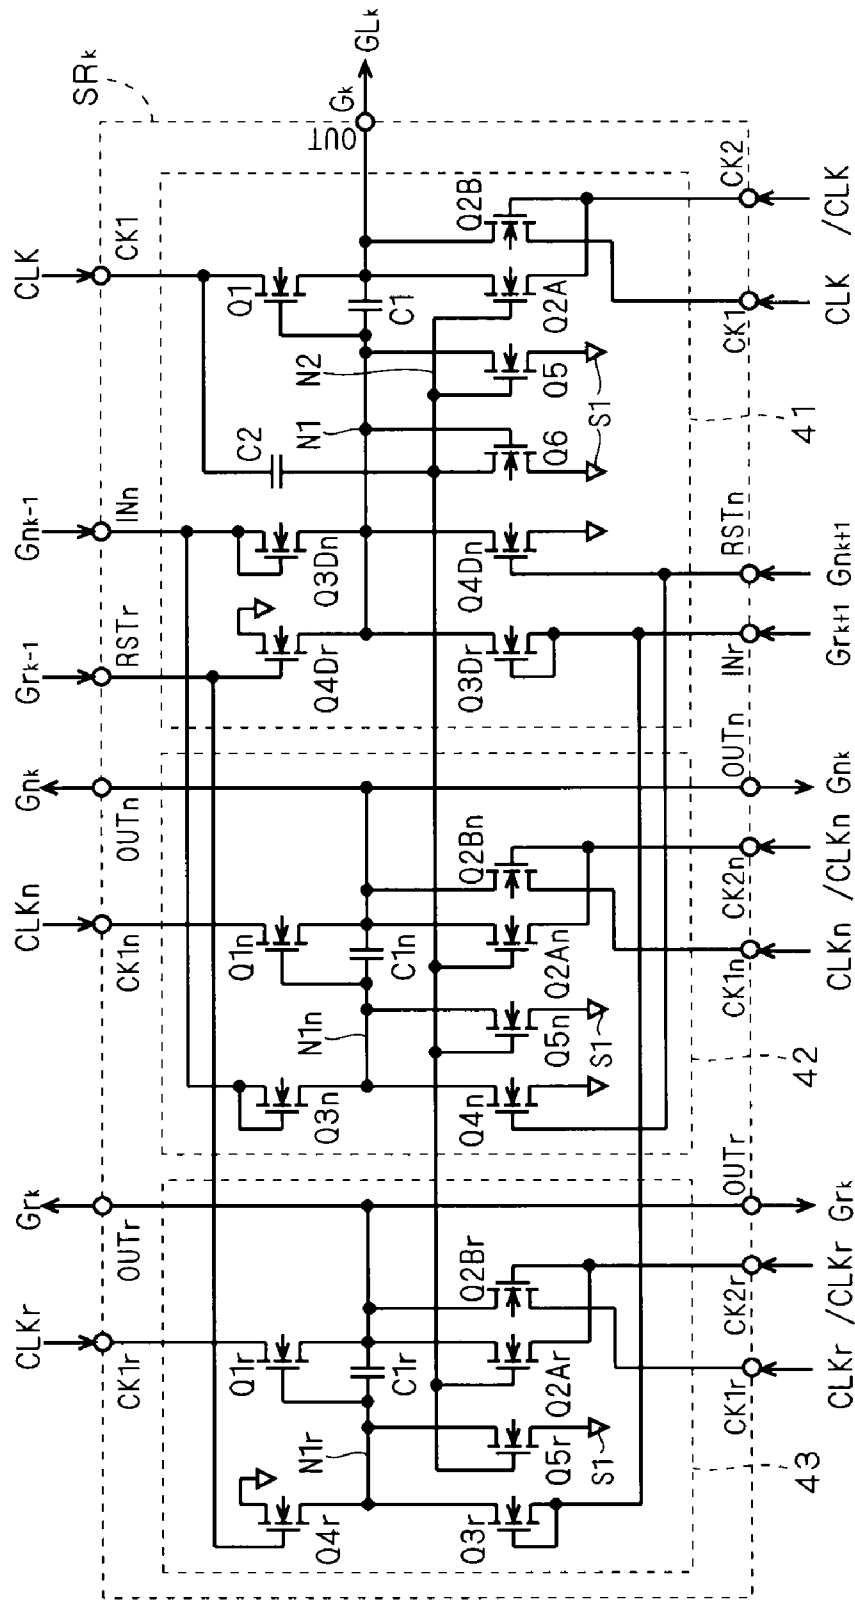 SRk
Gk
GLk
OUT
CLK
CK1
Gnk-1
INn
Grk-1
RSTr
Gnk
OUTn
CLKn
CK1n
Grk
OUTr
CLKr
CK1r
Q1
C1
C2
N1
N2
Q2A
Q2B
Q5
Q6
S1
Q3Dn
Q4Dn
Q4Dr
Q3Dr
41
CK2
/CLK
CK1
CLK
RSTn
Gnk+1
INr
Grk+1
Q1n
C1n
N1n
Q2An
Q2Bn
Q5n
S1
Q3n
Q4n
42
OUTn
Gnk
CK2n
/CLKn
CK1n
CLKn
Q1r
C1r
N1r
Q2Ar
Q2Br
Q5r
S1
Q4r
Q3r
43
OUTr
Grk
CK2r
/CLKr
CK1r
CLKr